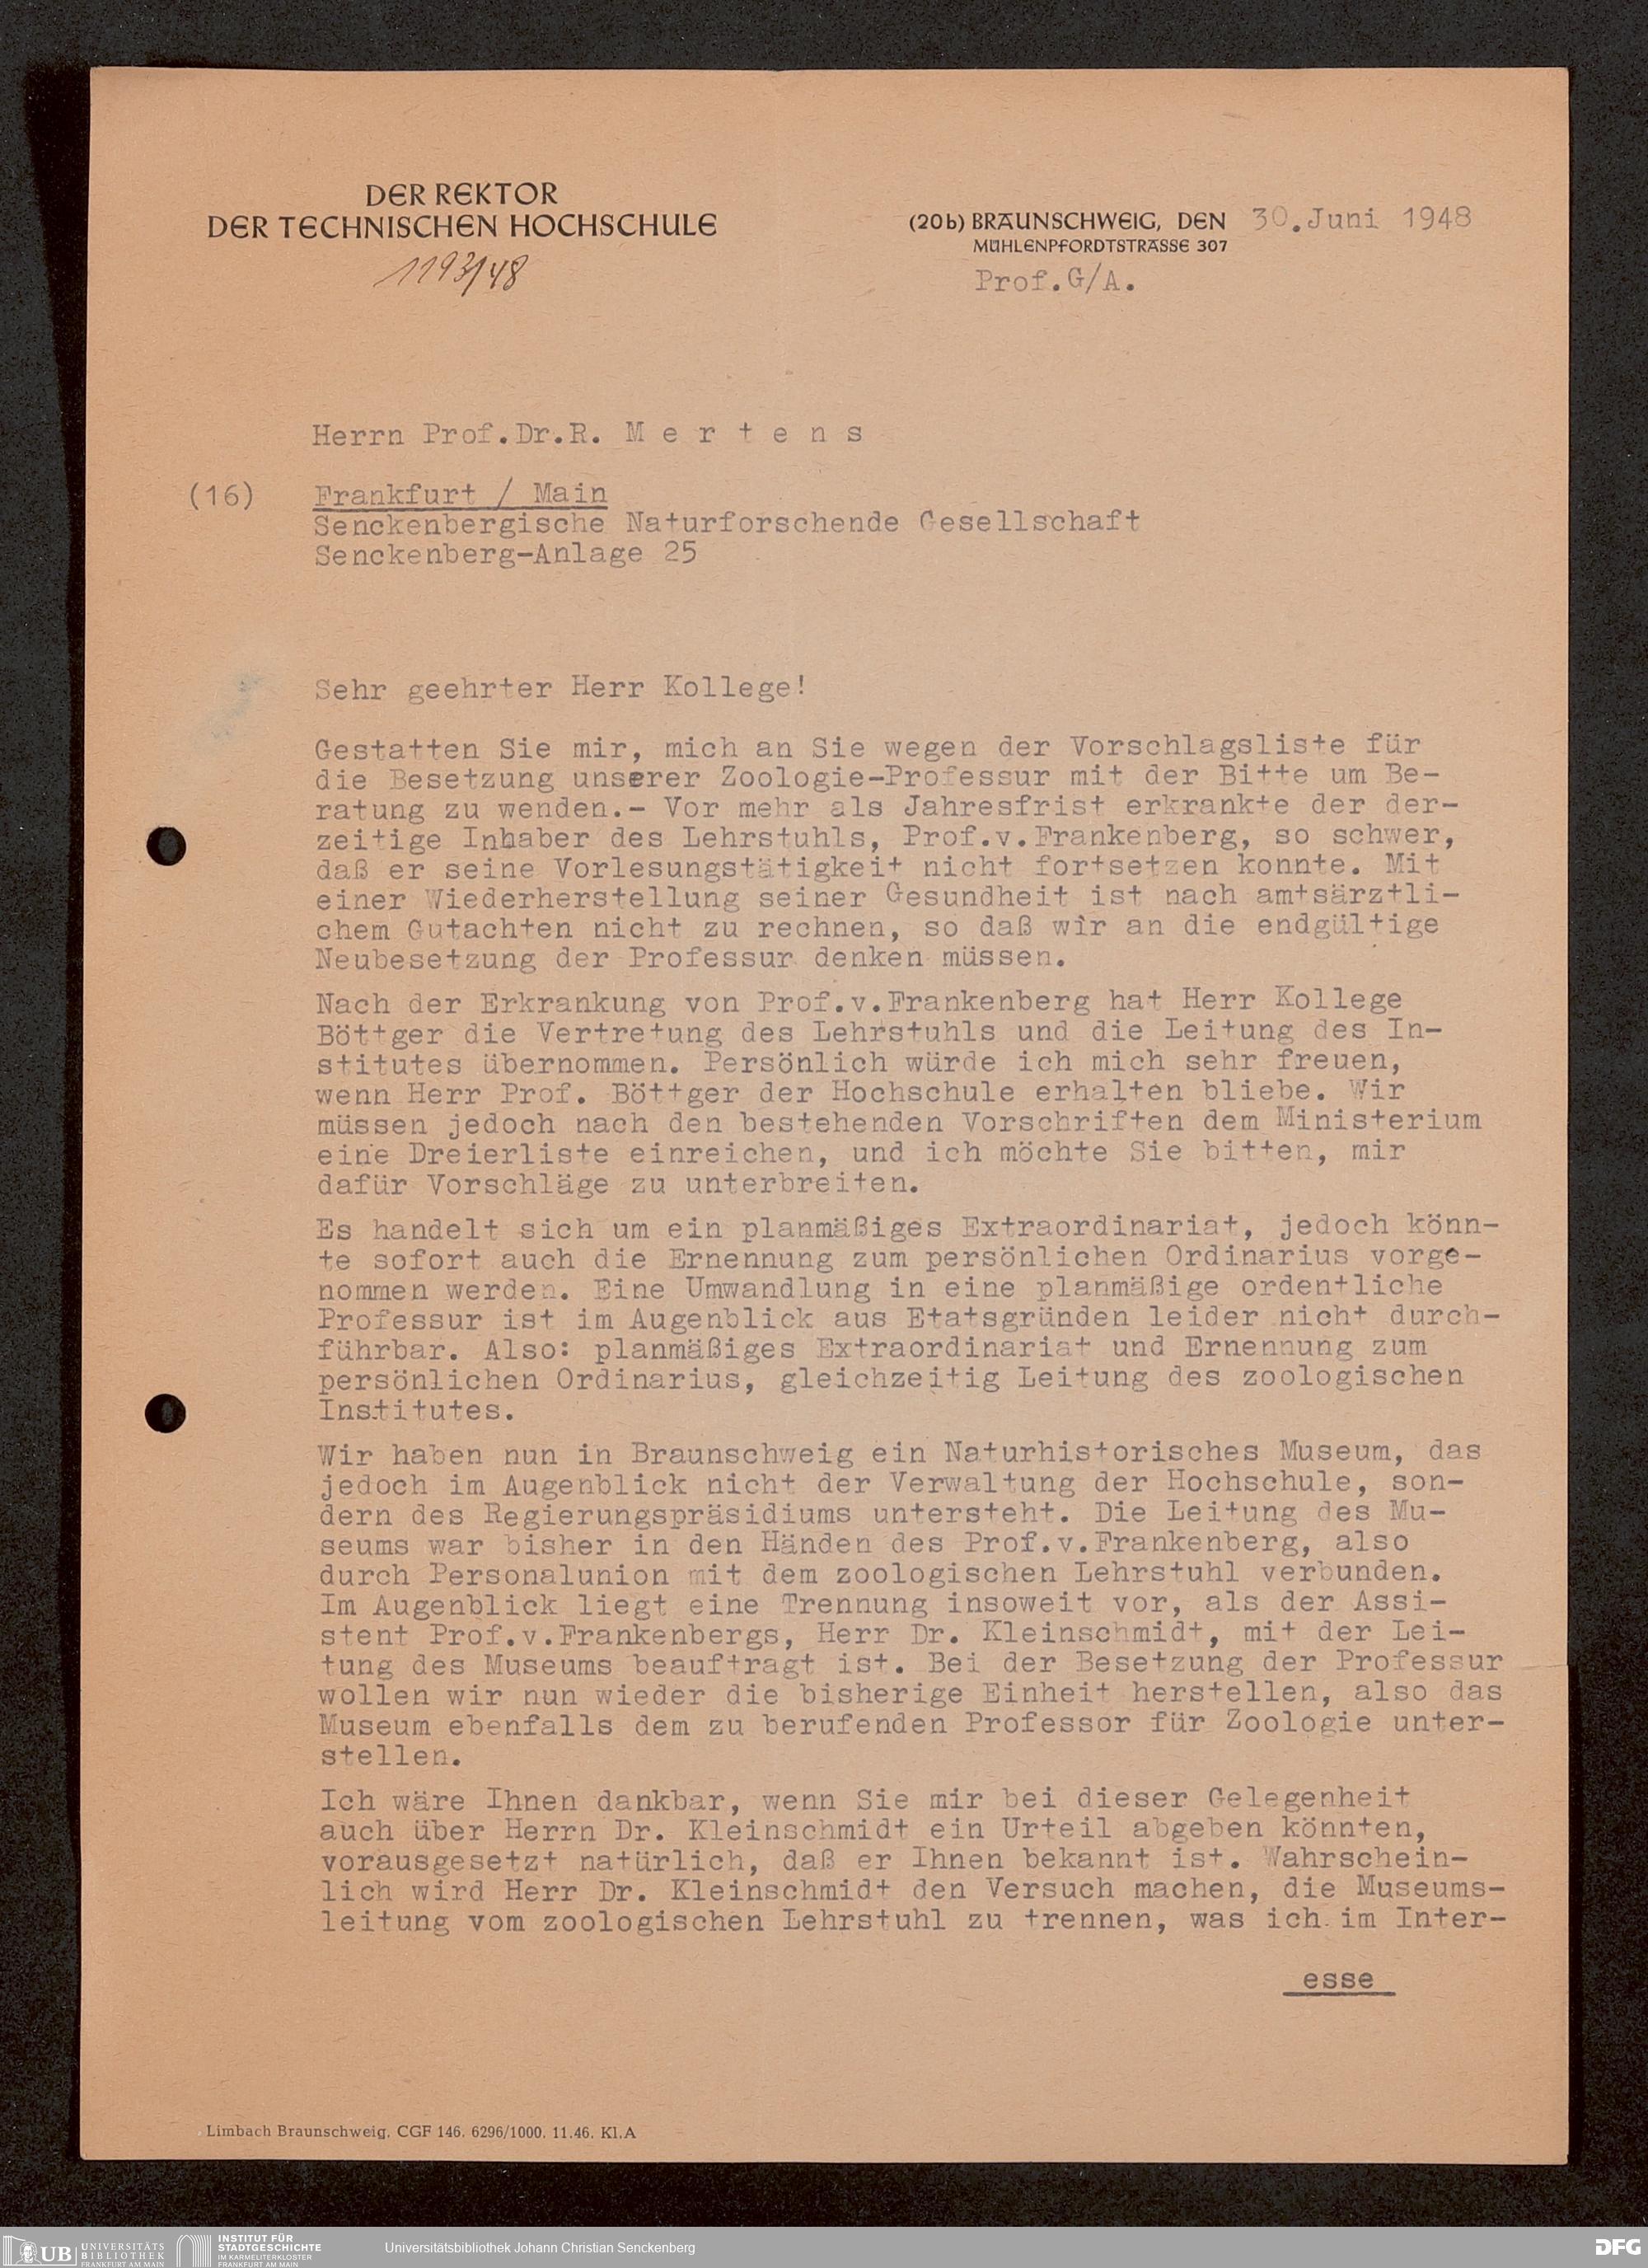 DER REKTOR
DER TECHNISCHEN HOCHSCHULE
1193/48
(20b) BRAUNSCHWEIG, DEN 30.Juni 1948
MÜHLENPFORDTSTRASSE 307
Prof.G/A.
Herrn Prof.Dr.R. M e r t e n s
(16) Frankfurt / Main
Senckenbergische Naturforschende Gesellschaft
Senckenberg-Anlage 25
Sehr geehrter Herr Kollege!
Gestatten Sie mir, mich an Sie wegen der Vorschlagsliste für
die Besetzung unserer Zoologie-Professur mit der Bitte um Be-
ratung zu wenden.- Vor mehr als Jahresfrist erkrankte der der-
zeitige Inhaber des Lehrstuhls, Prof.v.Frankenberg, so schwer,
daß er seine Vorlesungstätigkeit nicht fortsetzen konnte. Mit
einer Wiederherstellung seiner Gesundheit ist nach amtsärztli-
chem Gutachten nicht zu rechnen, so daß wir an die endgültige
Neubesetzung der Professur denken müssen.
Nach der Erkrankung von Prof.v.Frankenberg hat Herr Kollege
Böttger die Vertretung des Lehrstuhls und die Leitung des In-
stitutes übernommen. Persönlich würde ich mich sehr freuen,
wenn Herr Prof. Böttger der Hochschule erhalten bliebe. Wir
müssen jedoch nach den bestehenden Vorschriften dem Ministerium
eine Dreierliste einreichen, und ich möchte Sie bitten, mir
dafür Vorschläge zu unterbreiten.
Es handelt sich um ein planmäßiges Extraordinariat, jedoch könn-
te sofort auch die Ernennung zum persönlichen Ordinarius vorge-
nommen werden. Eine Umwandlung in eine planmäßige ordentliche
Professur ist im Augenblick aus Etatsgründen leider nicht durch-
führbar. Also: planmäßiges Extraordinariat und Ernennung zum
persönlichen Ordinarius, gleichzeitig Leitung des zoologischen
Institutes.
Wir haben nun in Braunschweig ein Naturhistorisches Museum, das
jedoch im Augenblick nicht der Verwaltung der Hochschule, son-
dern des Regierungspräsidiums untersteht. Die Leitung des Mu-
seums war bisher in den Händen des Prof.v.Frankenberg, also
durch Personalunion mit dem zoologischen Lehrstuhl verbunden.
Im Augenblick liegt eine Trennung insoweit vor, als der Assi-
stent Prof.v.Frankenbergs, Herr Dr. Kleinschmidt, mit der Lei-
tung des Museums beauftragt ist. Bei der Besetzung der Professur
wollen wir nun wieder die bisherige Einheit herstellen, also das
Museum ebenfalls dem zu berufenden Professor für Zoologie unter-
stellen.
Ich wäre Ihnen dankbar, wenn Sie mir bei dieser Gelegenheit
auch über Herrn Dr. Kleinschmidt ein Urteil abgeben könnten,
vorausgesetzt natürlich, daß er Ihnen bekannt ist. Wahrschein-
lich wird Herr Dr. Kleinschmidt den Versuch machen, die Museums-
leitung vom zoologischen Lehrstuhl zu trennen, was ich im Inter-
esse
Limbach Braunschweig. CGF 146. 6296/1000. 11.46. Kl.A
UB UNIVERSITÄTS
BIBLIOTHEK
FRANKFURT AM MAIN
INSTITUT FÜR
STADTGESCHICHTE
IM KARMELITERKLOSTER
FRANKFURT AM MAIN
Universitätsbibliothek Johann Christian Senckenberg
DFG